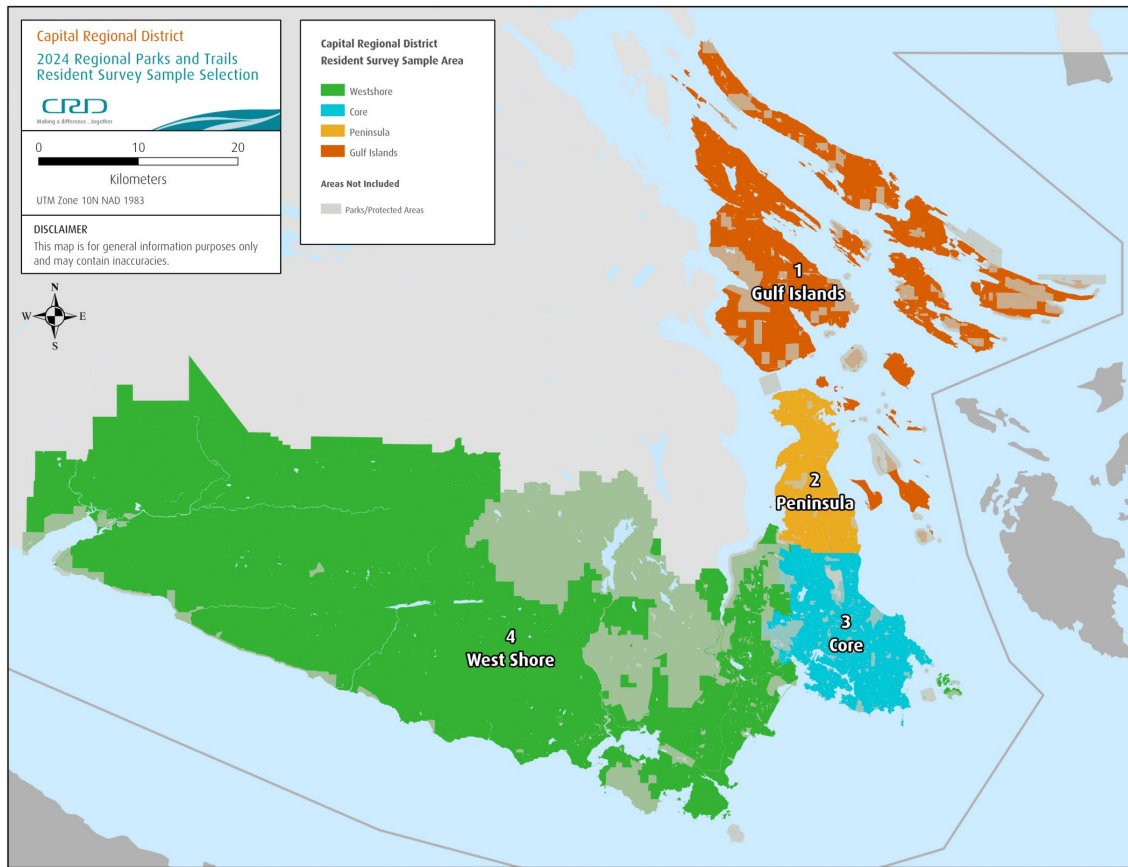 Capital Regional District
2024 Regional Parks and Trails
Resident Survey Sample Selection
CRD
Making a difference...together
0 10 20
Kilometers
UTM Zone 10N NAD 1983
DISCLAIMER
This map is for general information purposes only
and may contain inaccuracies.
Capital Regional District
Resident Survey Sample Area
Westshore
Core
Peninsula
Gulf Islands
Areas Not Included
Parks/Protected Areas
N
W E
S
1
Gulf Islands
2
Peninsula
3
Core
4
West Shore